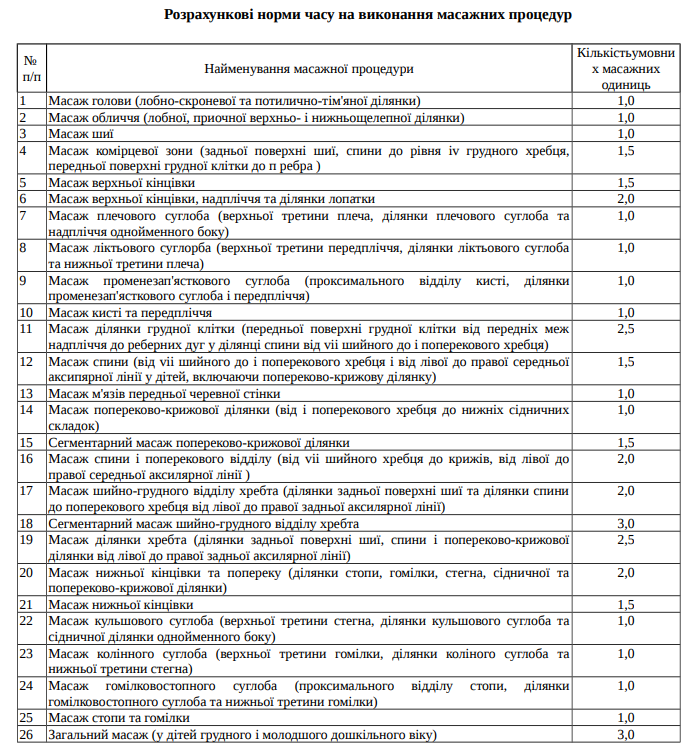 Розрахункові норми часу на виконання масажних процедур
№
п/п
Найменування масажної процедури
Кількістьумовни
х масажних
одиниць
1 Масаж голови (лобно-скроневої та потилично-тім'яної ділянки) 1,0
2 Масаж обличчя (лобної, приочної верхньо- і нижньощелепної ділянки) 1,0
3 Масаж шиї 1,0
4 Масаж комірцевої зони (задньої поверхні шиї, спини до рівня iv грудного хребця, 1,5
передньої поверхні грудної клітки до п ребра )
5 Масаж верхньої кінцівки 1,5
6 Масаж верхньої кінцівки, надпліччя та ділянки лопатки 2,0
7 Масаж плечового суглоба (верхньої третини плеча, ділянки плечового суглоба та 1,0
надпліччя однойменного боку)
8 Масаж ліктьового суглорба (верхньої третини передпліччя, ділянки ліктьового суглоба 1,0
та нижньої третини плеча)
9 Масаж променезап'ясткового суглоба (проксимального відділу кисті, ділянки 1,0
променезап'ясткового суглоба і передпліччя)
10 Масаж кисті та передпліччя 1,0
11 Масаж ділянки грудної клітки (передньої поверхні грудної клітки від передніх меж 2,5
надпліччя до реберних дуг у ділянці спини від vii шийного до і поперекового хребця)
12 Масаж спини (від vii шийного до і поперекового хребця і від лівої до правої середньої 1,5
аксипярної лінії у дітей, включаючи попереково-крижову ділянку)
13 Масаж м'язів передньої черевної стінки 1,0
14 Масаж попереково-крижової ділянки (від і поперекового хребця до нижніх сідничних 1,0
складок)
15 Сегментарний масаж попереково-крижової ділянки 1,5
16 Масаж спини і поперекового відділу (від vii шийного хребця до крижів, від лівої до 2,0
правої середньої аксилярної лінії )
17 Масаж шийно-грудного відділу хребта (ділянки задньої поверхні шиї та ділянки спини 2,0
до поперекового хребця від лівої до правої задньої аксилярної лінії)
18 Сегментарний масаж шийно-грудного відділу хребта 3,0
19 Масаж ділянки хребта (ділянки задньої поверхні шиї, спини і попереково-крижової 2,5
ділянки від лівої до правої задньої аксилярної лінії)
20 Масаж нижньої кінцівки та попереку (ділянки стопи, гомілки, стегна, сідничної та 2,0
попереково-крижової ділянки)
21 Масаж нижньої кінцівки 1,5
22 Масаж кульшового суглоба (верхньої третини стегна, ділянки кульшового суглоба та 1,0
сідничної ділянки однойменного боку)
23 Масаж колінного суглоба (верхньої третини гомілки, ділянки коліного суглоба та 1,0
нижньої третини стегна)
24 Масаж гомілковостопного суглоба (проксимального відділу стопи, ділянки 1,0
гомілковостопного суглоба та нижньої третини гомілки)
25 Масаж стопи та гомілки 1,0
26 Загальний масаж (у дітей грудного і молодшого дошкільного віку) 3,0